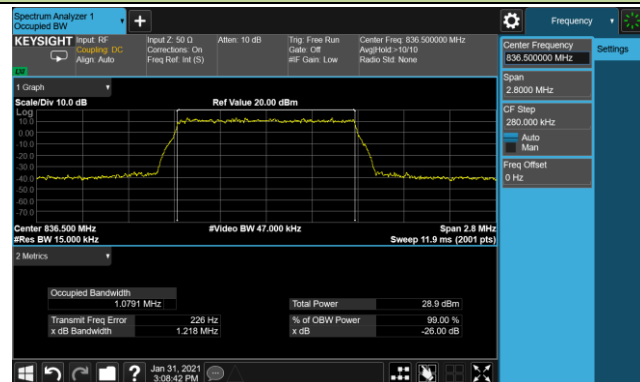 Spectrum Analyzer 1
Occupied BW
Frequency
KEYSIGHT
Input: RF
Coupling: DC
Align: Auto
Input Z: 50 Ω
Corrections: On
Freq Ref: Int (S)
Atten: 10 dB
Trig: Free Run
Gate: Off
#IF Gain: Low
Center Freq: 836.500000 MHz
Avg|Hold:>10/10
Radio Std: None
Center Frequency
836.500000 MHz
Settings
Span
2.8000 MHz
CF Step
280.000 kHz
Auto
Man
Freq Offset
0 Hz
1 Graph
Scale/Div 10.0 dB
Ref Value 20.00 dBm
Log
10.0
0.00
-10.0
-20.0
-30.0
-40.0
-50.0
-60.0
-70.0
Center 836.500 MHz
#Video BW 47.000 kHz
Span 2.8 MHz
#Res BW 15.000 kHz
Sweep 11.9 ms (2001 pts)
2 Metrics
Occupied Bandwidth
1.0791 MHz
Total Power 28.9 dBm
Transmit Freq Error 226 Hz
% of OBW Power 99.00 %
x dB Bandwidth 1.218 MHz
x dB -26.00 dB
Jan 31, 2021
3:08:42 PM